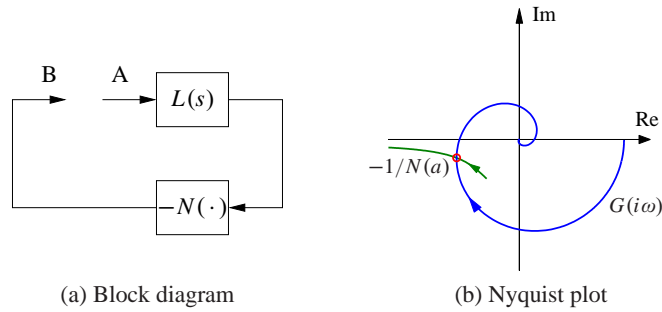 B
A
L(s)
−N(·)
(a) Block diagram
Im
Re
−1/N(a)
G(iω)
(b) Nyquist plot